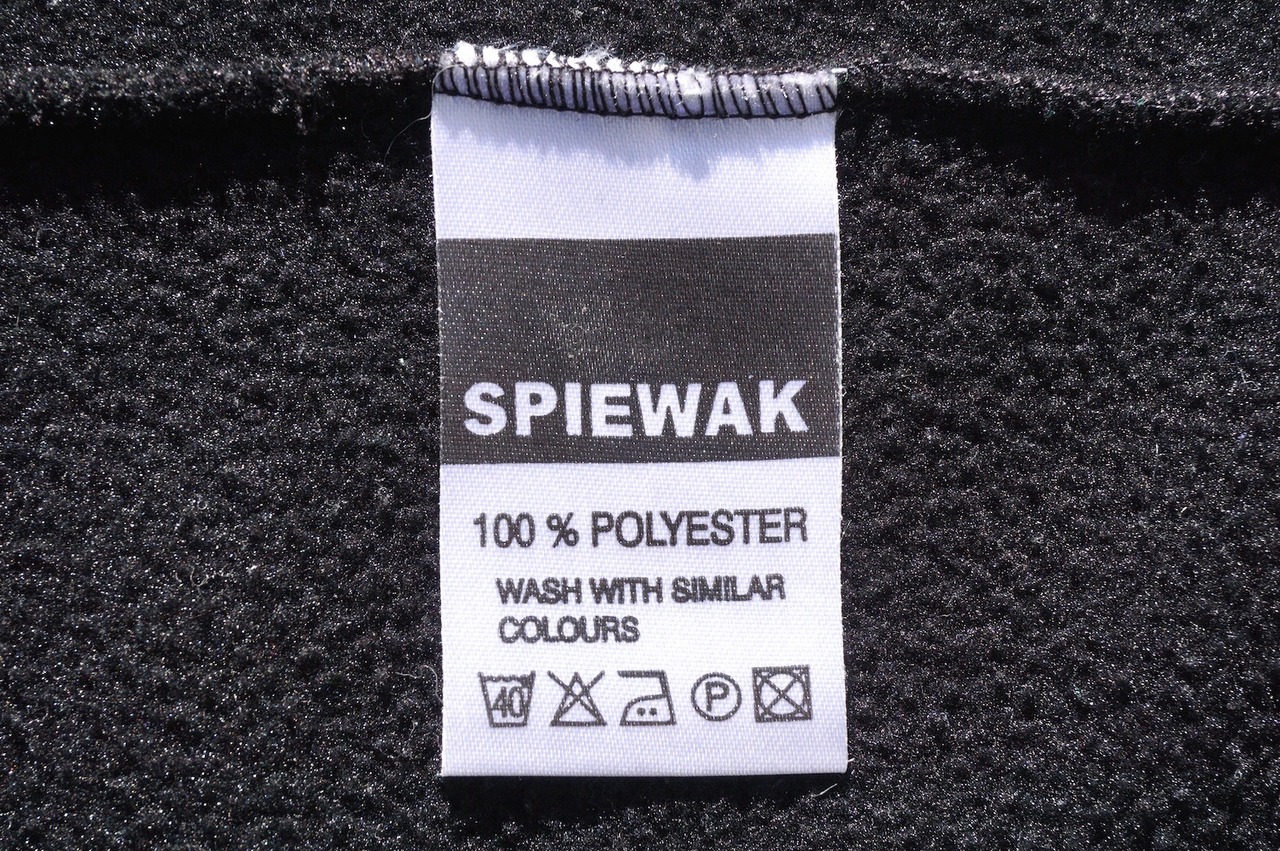 SPIEWAK
100 % POLYESTER
WASH WITH SIMILAR
COLOURS
40 P